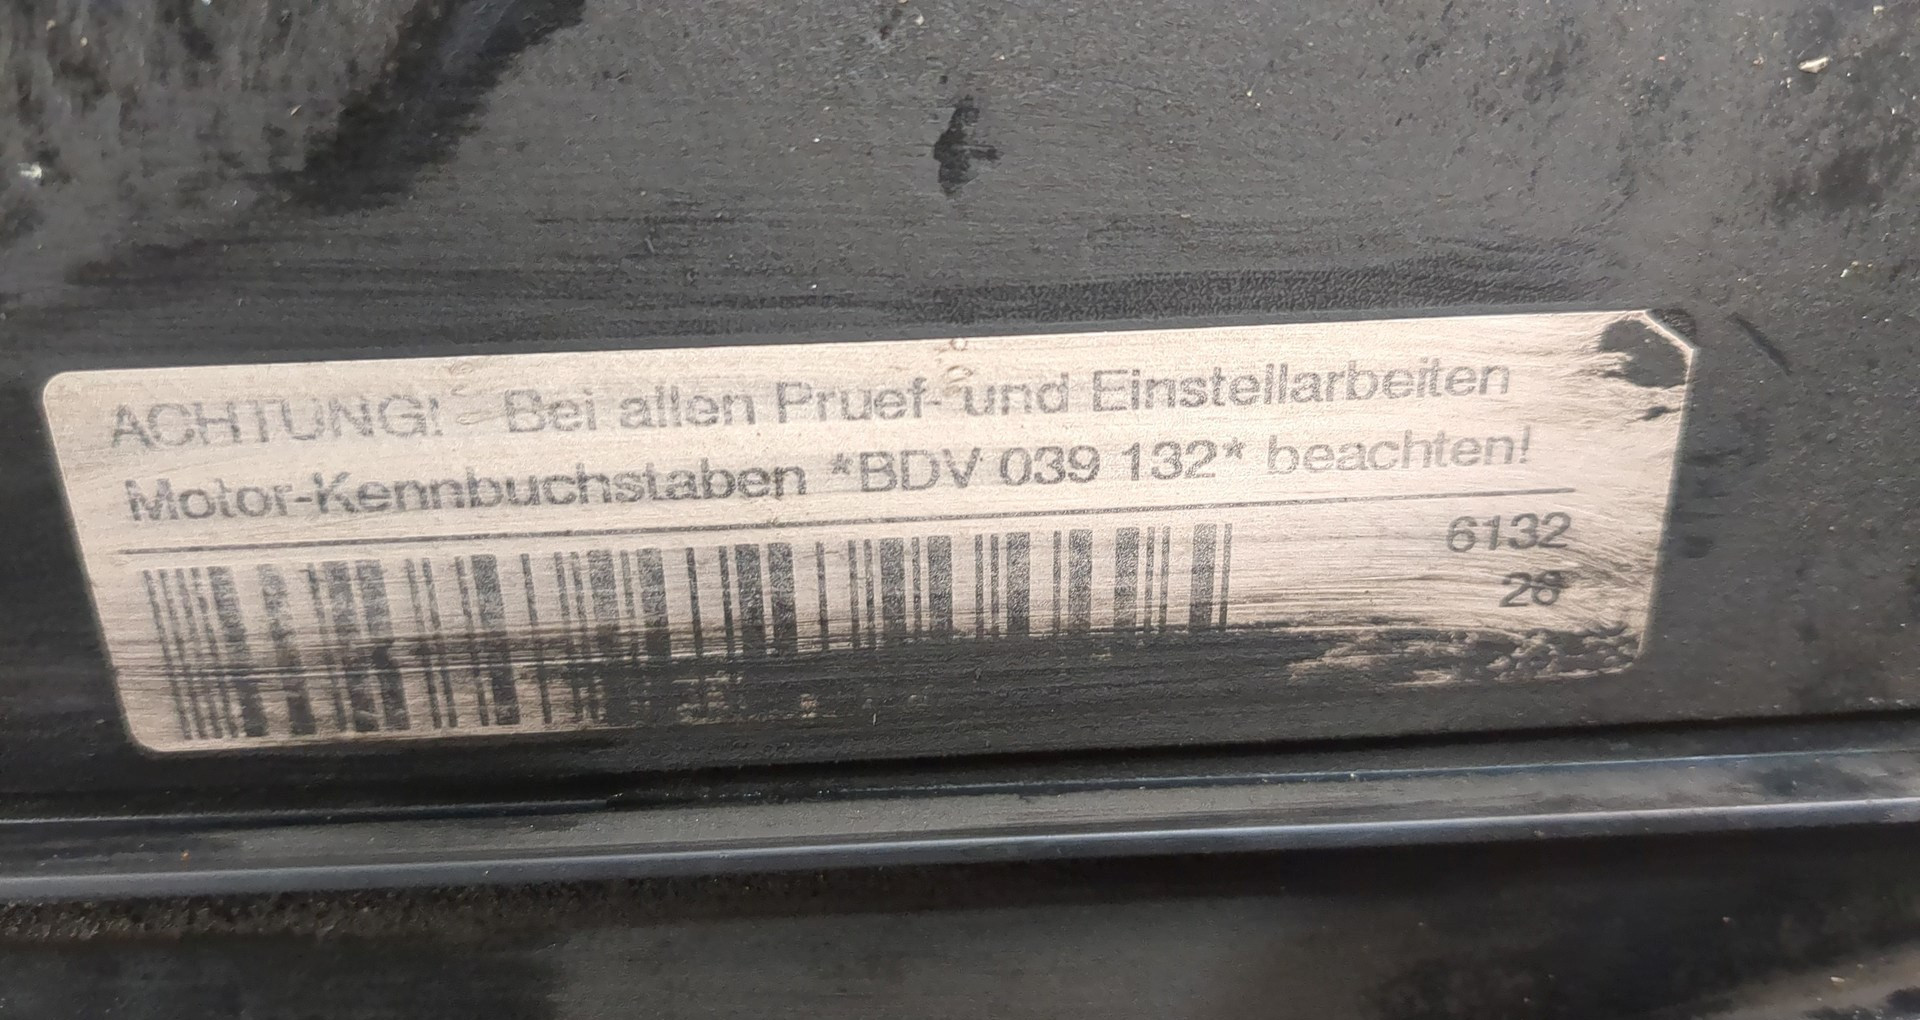 ACHTUNG! Bei allen Pruef- und Einstellarbeiten
Motor-Kennbuchstaben *BDV 039 132* beachten!
6132
28